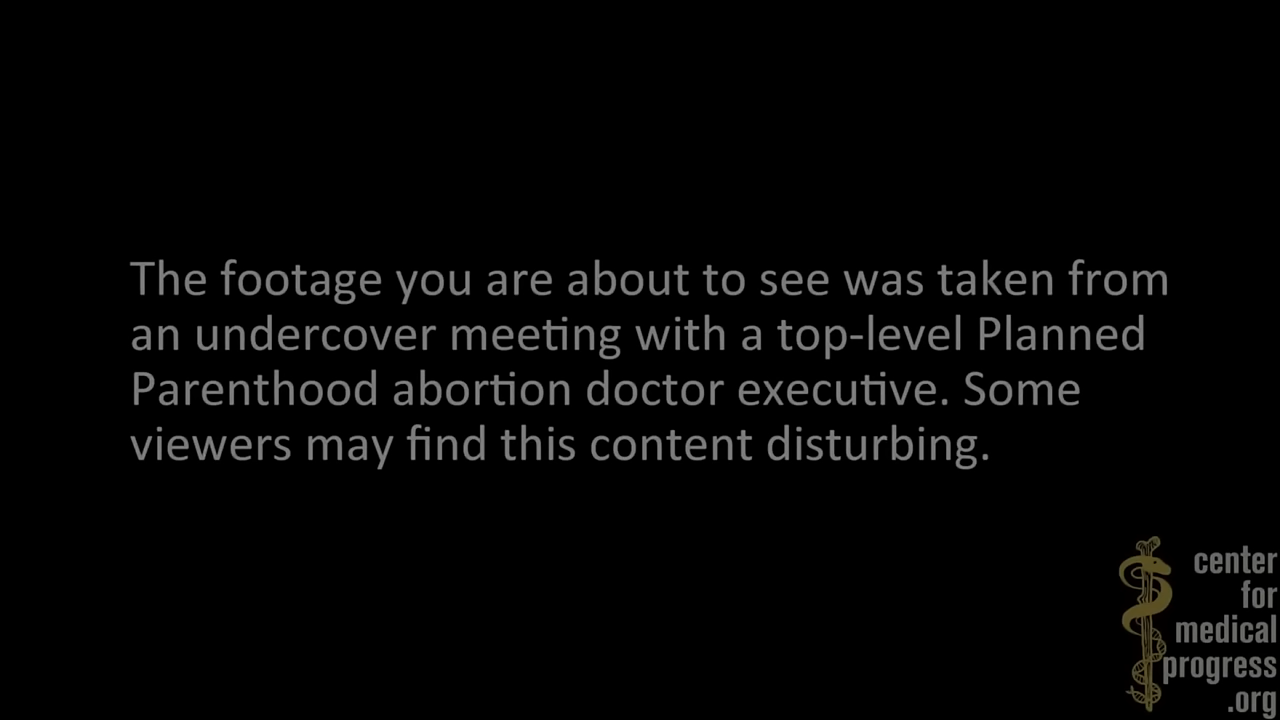 The footage you are about to see was taken from
an undercover meeting with a top-level Planned
Parenthood abortion doctor executive. Some
viewers may find this content disturbing.
center
for
medical
progress
.org